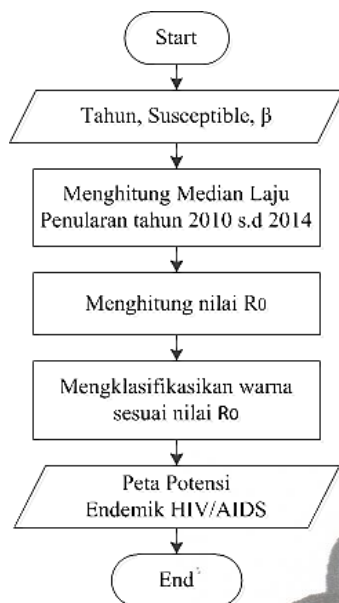 Start
Tahun, Susceptible, β
Menghitung Median Laju
Penularan tahun 2010 s.d 2014
Menghitung nilai R0
Mengklasifikasikan warna
sesuai nilai R0
Peta Potensi
Endemik HIV/AIDS
End